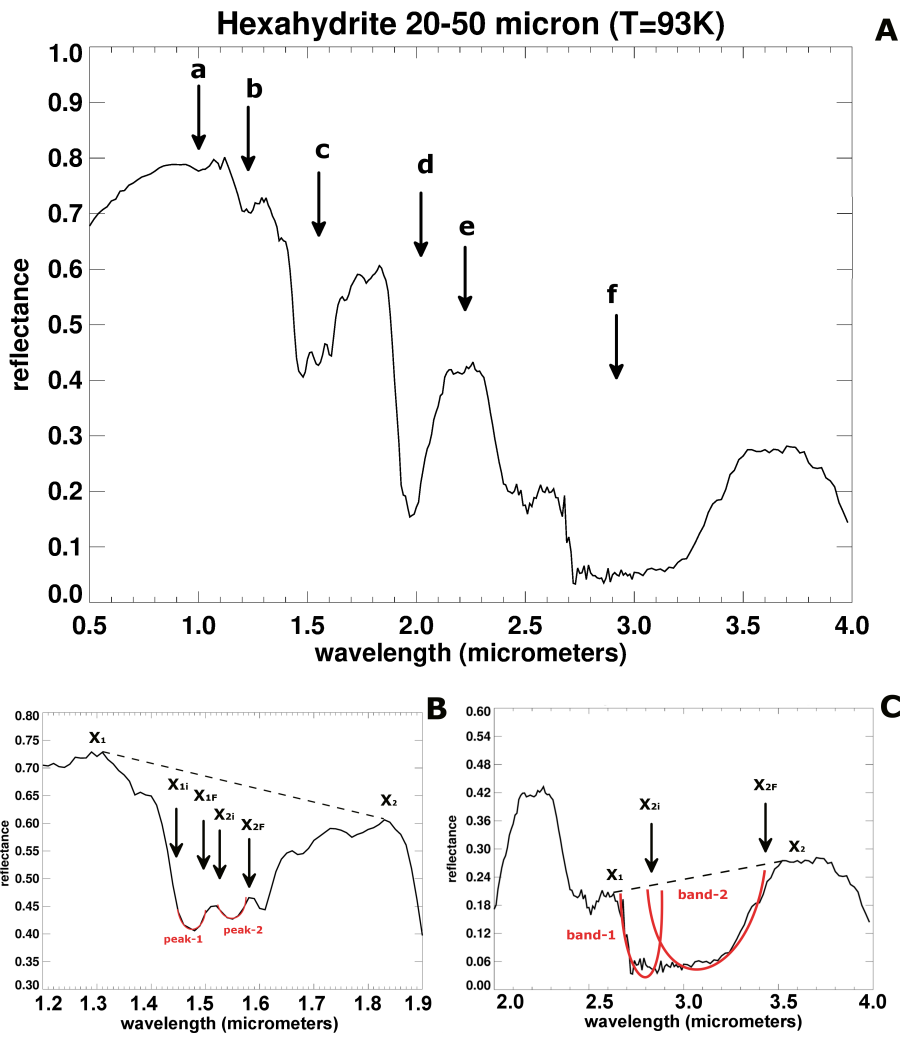 Hexahydrite 20-50 micron (T=93K)
A
1.0
0.9
0.8
0.7
0.6
0.5
0.4
0.3
0.2
0.1
0.0
reflectance
a
b
c
d
e
f
0.5 1.0 1.5 2.0 2.5 3.0 3.5 4.0
wavelength (micrometers)
B
0.80
0.75
0.70
0.60
0.55
0.50
0.45
0.40
0.35
0.30
reflectance
X1
X1i
X1F
X2i
X2F
X2
peak-1
peak-2
1.2 1.3 1.4 1.5 1.6 1.7 1.8 1.9
wavelength (micrometers)
C
0.60
0.54
0.48
0.42
0.36
0.30
0.24
0.18
0.12
0.06
0.00
reflectance
X2i
X2F
X1
X2
band-2
band-1
2.0 2.5 3.0 3.5 4.0
wavelength (micrometers)